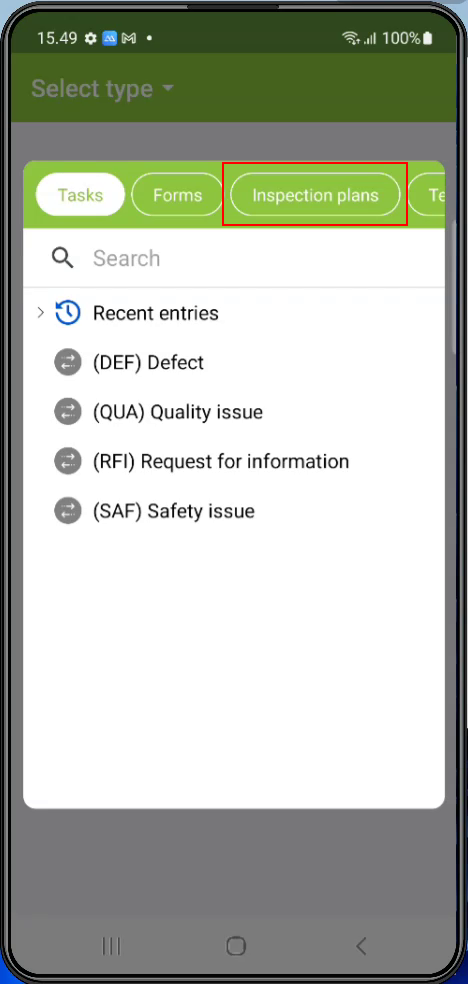 15.49 100%
Select type
Tasks Forms Inspection plans Te
Search
Recent entries
(DEF) Defect
(QUA) Quality issue
(RFI) Request for information
(SAF) Safety issue